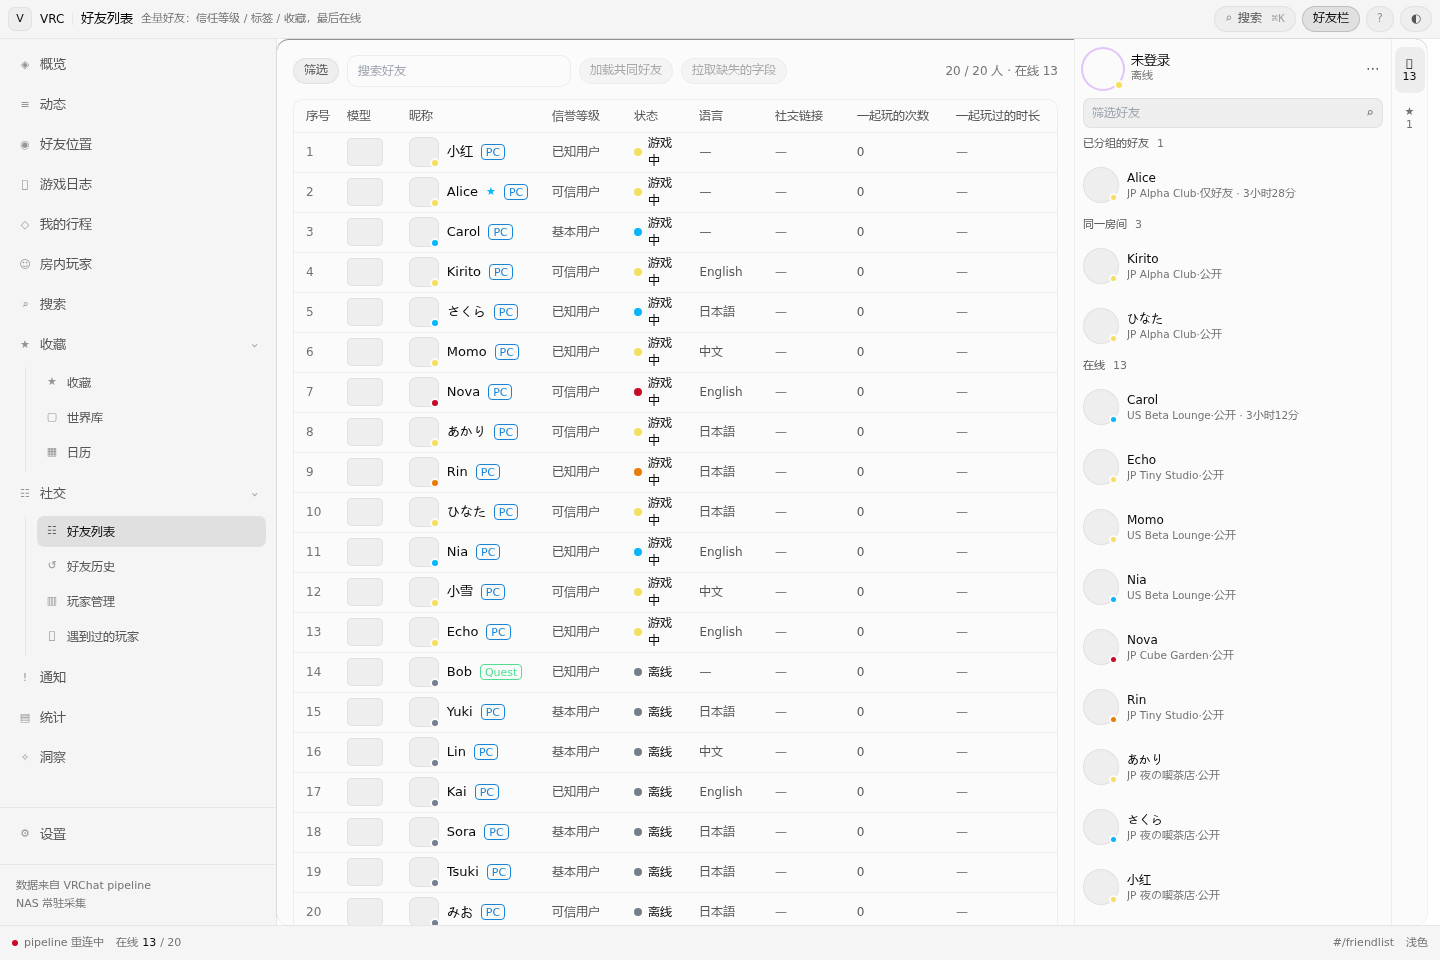 V VRC 好友列表 全量好友：信任等级 / 标签 / 收藏，最后在线 搜索 ⌘K 好友栏 ?
概览
动态
好友位置
游戏日志
我的行程
房内玩家
搜索
收藏
收藏
世界库
日历
社交
好友列表
好友历史
玩家管理
遇到过的玩家
通知
统计
洞察
设置
数据来自 VRChat pipeline
NAS 常驻采集
筛选 搜索好友 加载共同好友 拉取缺失的字段 20 / 20 人 · 在线 13
序号 模型 昵称 信誉等级 状态 语言 社交链接 一起玩的次数 一起玩过的时长
1 小红 PC 已知用户 游戏中 — — 0 —
2 Alice ★ PC 可信用户 游戏中 — — 0 —
3 Carol PC 基本用户 游戏中 — — 0 —
4 Kirito PC 可信用户 游戏中 English — 0 —
5 さくら PC 已知用户 游戏中 日本語 — 0 —
6 Momo PC 已知用户 游戏中 中文 — 0 —
7 Nova PC 可信用户 游戏中 English — 0 —
8 あかり PC 可信用户 游戏中 日本語 — 0 —
9 Rin PC 已知用户 游戏中 日本語 — 0 —
10 ひなた PC 可信用户 游戏中 日本語 — 0 —
11 Nia PC 已知用户 游戏中 English — 0 —
12 小雪 PC 可信用户 游戏中 中文 — 0 —
13 Echo PC 已知用户 游戏中 English — 0 —
14 Bob Quest 已知用户 离线 — — 0 —
15 Yuki PC 基本用户 离线 日本語 — 0 —
16 Lin PC 基本用户 离线 中文 — 0 —
17 Kai PC 已知用户 离线 English — 0 —
18 Sora PC 基本用户 离线 日本語 — 0 —
19 Tsuki PC 基本用户 离线 日本語 — 0 —
20 みお PC 可信用户 离线 日本語 — 0 —
未登录
离线
⋯
筛选好友
已分组的好友 1
Alice
JP Alpha Club·仅好友 · 3小时28分
同一房间 3
Kirito
JP Alpha Club·公开
ひなた
JP Alpha Club·公开
在线 13
Carol
US Beta Lounge·公开 · 3小时12分
Echo
JP Tiny Studio·公开
Momo
US Beta Lounge·公开
Nia
US Beta Lounge·公开
Nova
JP Cube Garden·公开
Rin
JP Tiny Studio·公开
あかり
JP 夜の喫茶店·公开
さくら
JP 夜の喫茶店·公开
小红
JP 夜の喫茶店·公开
13
★
1
pipeline 重连中 在线 13 / 20 #/friendlist 浅色